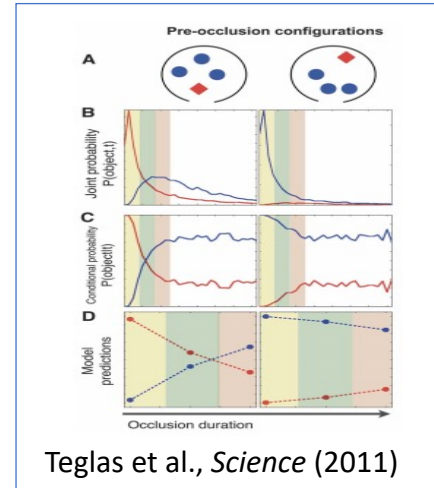 Pre-occlusion configurations
A
B
Joint probability
P(object,t)
C
Conditional probability
P(object|t)
D
Model
predictions
Occlusion duration
Teglas et al., Science (2011)